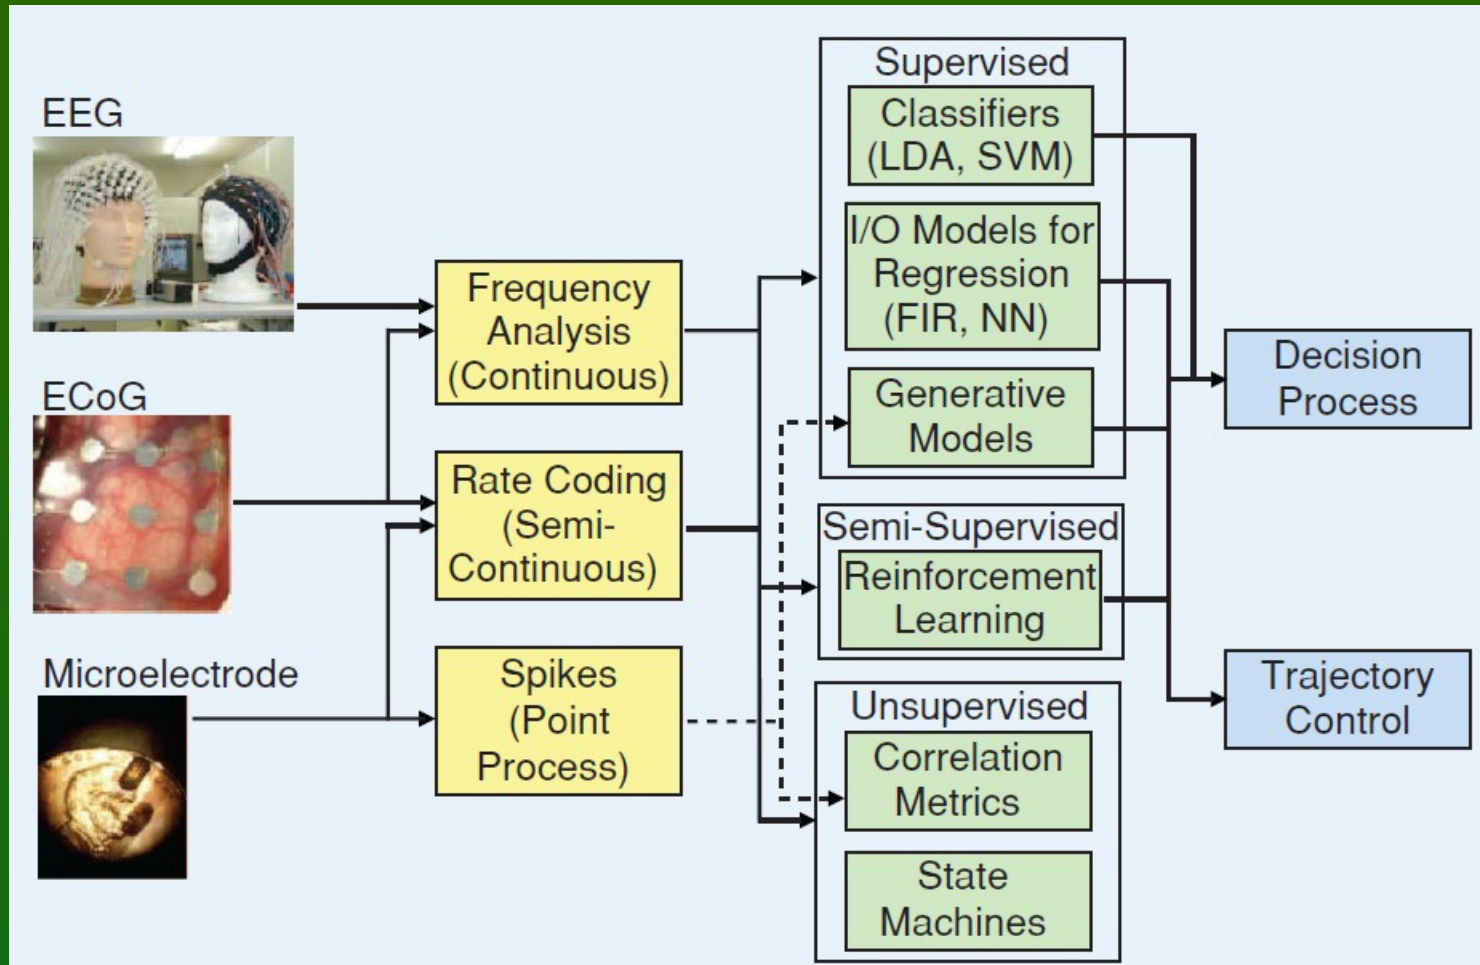 EEG
ECoG
Microelectrode
Frequency
Analysis
(Continuous)
Rate Coding
(Semi-
Continuous)
Spikes
(Point
Process)
Supervised
Classifiers
(LDA, SVM)
I/O Models for
Regression
(FIR, NN)
Generative
Models
Semi-Supervised
Reinforcement
Learning
Unsupervised
Correlation
Metrics
State
Machines
Decision
Process
Trajectory
Control